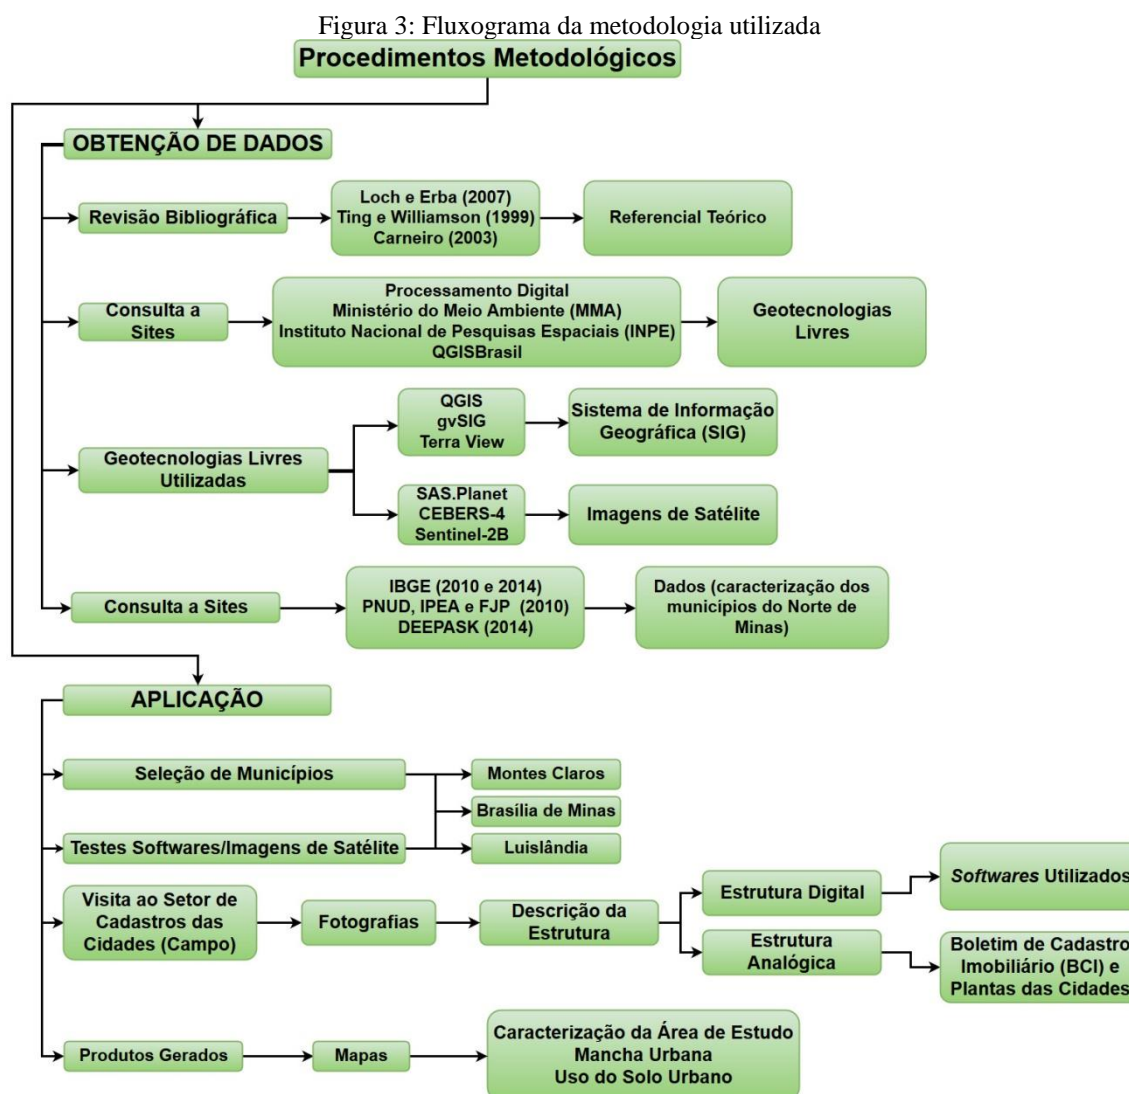 Figura 3: Fluxograma da metodologia utilizada
Procedimentos Metodológicos
OBTENÇÃO DE DADOS
Revisão Bibliográfica
Loch e Erba (2007)
Ting e Williamson (1999)
Carneiro (2003)
Referencial Teórico
Consulta a
Sites
Processamento Digital
Ministério do Meio Ambiente (MMA)
Instituto Nacional de Pesquisas Espaciais (INPE)
QGISBrasil
Geotecnologias
Livres
Geotecnologias Livres
Utilizadas
QGIS
gvSIG
Terra View
Sistema de Informação
Geográfica (SIG)
SAS.Planet
CEBERS-4
Sentinel-2B
Imagens de Satélite
Consulta a Sites
IBGE (2010 e 2014)
PNUD, IPEA e FJP (2010)
DEEPASK (2014)
Dados (caracterização dos
municípios do Norte de
Minas)
APLICAÇÃO
Seleção de Municípios
Montes Claros
Brasília de Minas
Testes Softwares/Imagens de Satélite
Luislândia
Visita ao Setor de
Cadastros das
Cidades (Campo)
Fotografias
Descrição da
Estrutura
Estrutura Digital
Softwares Utilizados
Estrutura
Analógica
Boletim de Cadastro
Imobiliário (BCI) e
Plantas das Cidades
Produtos Gerados
Mapas
Caracterização da Área de Estudo
Mancha Urbana
Uso do Solo Urbano